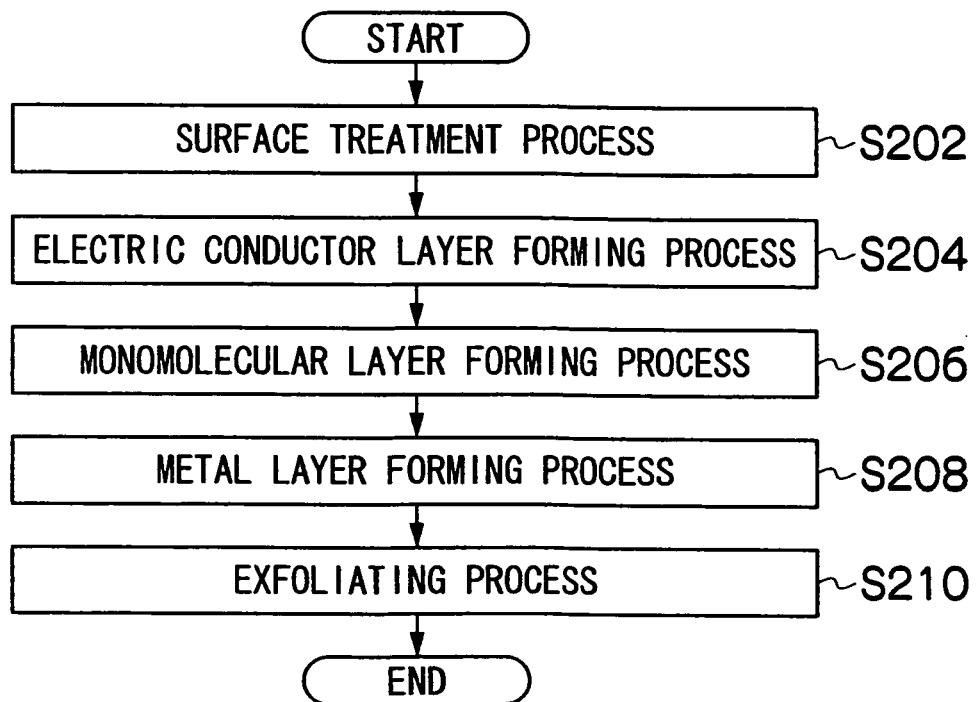 START
SURFACE TREATMENT PROCESS S202
ELECTRIC CONDUCTOR LAYER FORMING PROCESS S204
MONOMOLECULAR LAYER FORMING PROCESS S206
METAL LAYER FORMING PROCESS S208
EXFOLIATING PROCESS S210
END